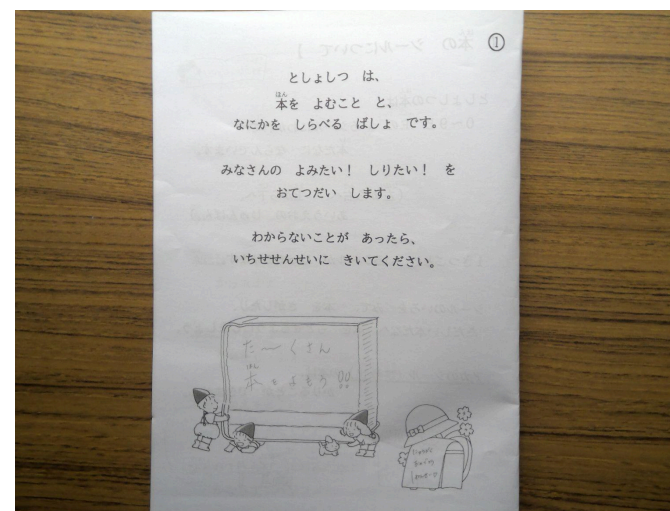 ①
としょしつ　は、
本を　よむこと　と、
なにかを　しらべる　ばしょ　です。
みなさんの　よみたい！　しりたい！　を
おてつだい　します。
わからないことが　あったら、
いちせせんせいに　きいてください。
た〜くさん
本をよもう!!